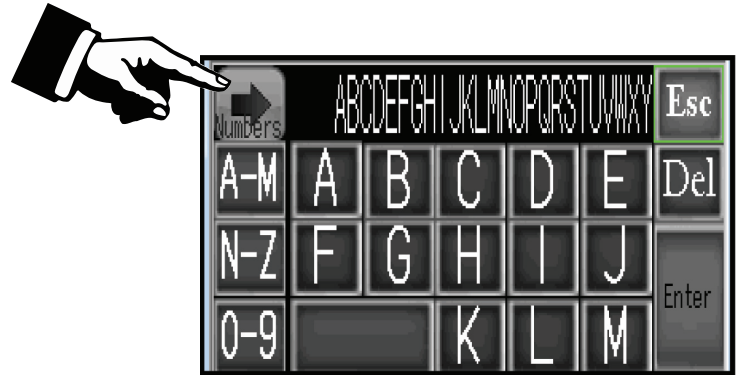 Numbers ABCDEFGHIJKLMNOPQRSTUVWXY Esc
A-M A B C D E Del
N-Z F G H I J
Enter
0-9 K L M